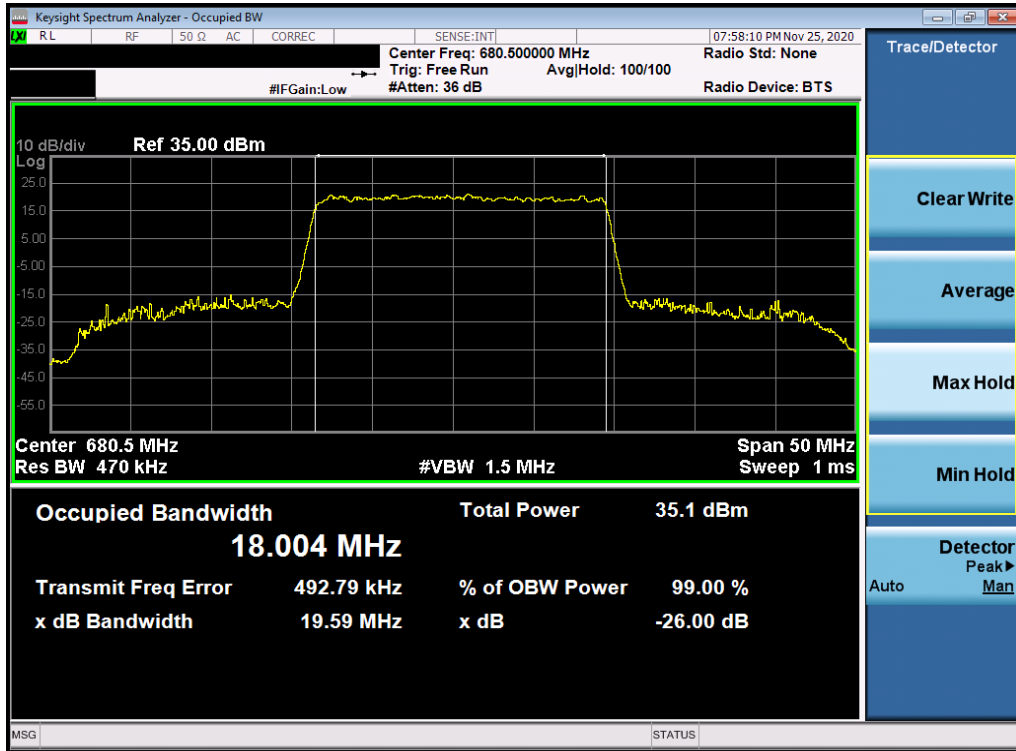 Keysight Spectrum Analyzer - Occupied BW
LXI RL RF 50 Ω AC CORREC SENSE:INT 07:58:10 PM Nov 25, 2020
Center Freq: 680.500000 MHz Radio Std: None
Trig: Free Run Avg|Hold: 100/100
#IFGain:Low #Atten: 36 dB Radio Device: BTS
10 dB/div Ref 35.00 dBm
Log
25.0
15.0
5.00
-5.00
-15.0
-25.0
-35.0
-45.0
-55.0
Center 680.5 MHz Span 50 MHz
Res BW 470 kHz #VBW 1.5 MHz Sweep 1 ms
Occupied Bandwidth Total Power 35.1 dBm
18.004 MHz
Transmit Freq Error 492.79 kHz % of OBW Power 99.00 %
x dB Bandwidth 19.59 MHz x dB -26.00 dB
Trace/Detector
Clear Write
Average
Max Hold
Min Hold
Detector
Peak▶
Auto Man
MSG STATUS